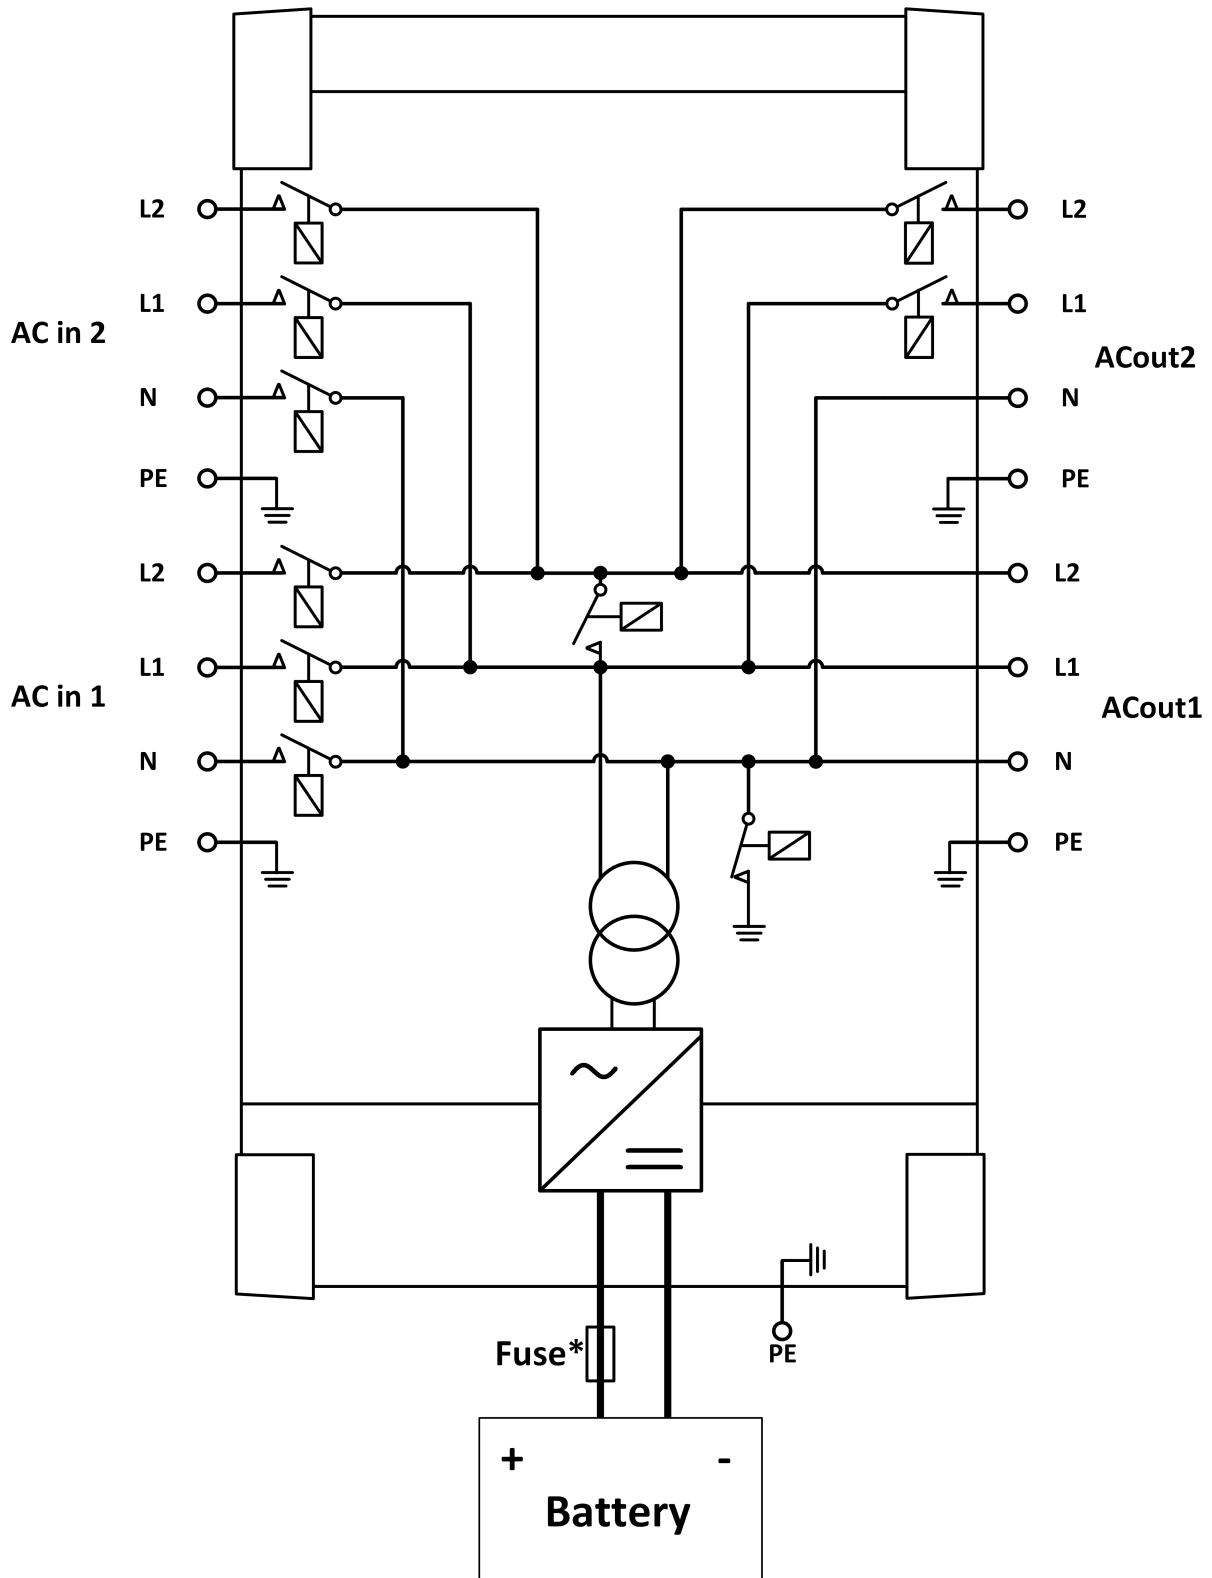 L2
L2
L1
L1
AC in 2
ACout2
N
N
PE
PE
L2
L2
L1
L1
AC in 1
ACout1
N
N
PE
PE
Fuse*
PE
+ -
Battery